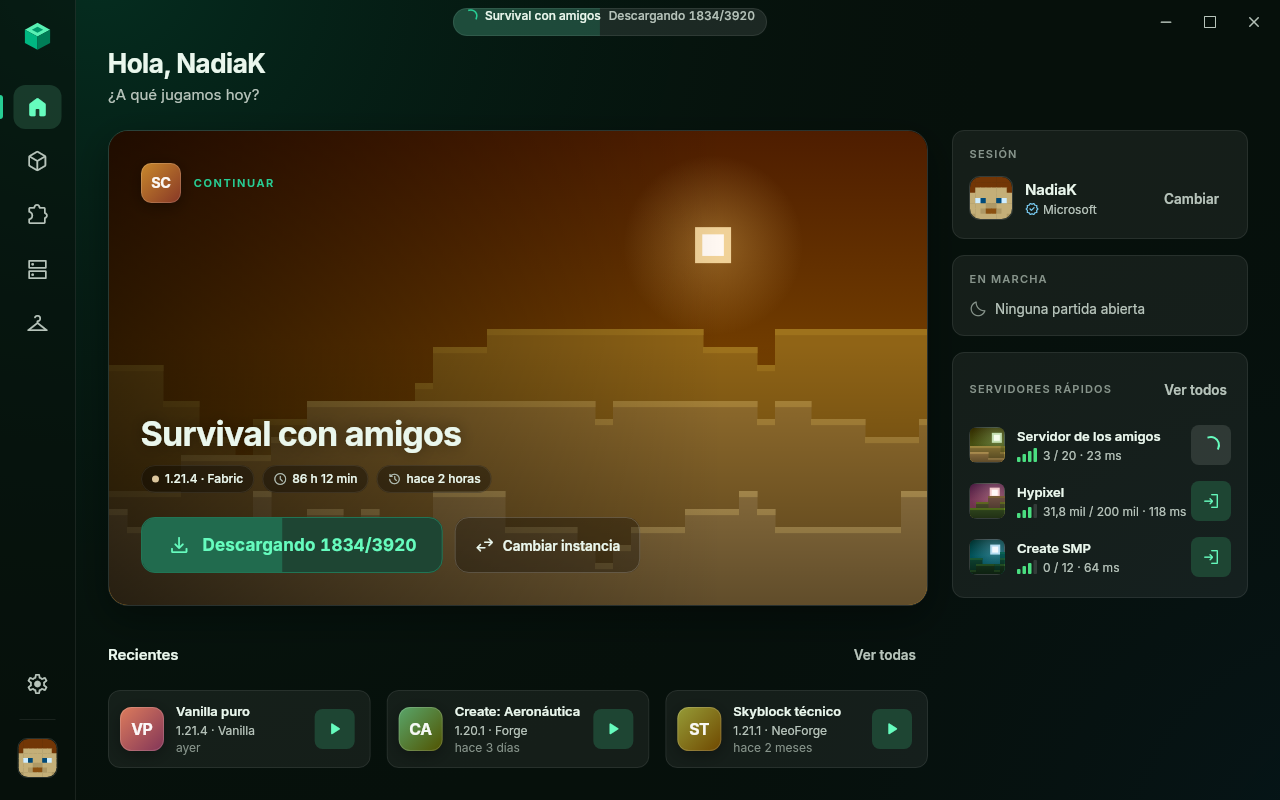 Survival con amigos Descargando 1834/3920
Hola, NadiaK
¿A qué jugamos hoy?
SC CONTINUAR
Survival con amigos
1.21.4 · Fabric
86 h 12 min
hace 2 horas
Descargando 1834/3920
Cambiar instancia
SESIÓN
NadiaK
Microsoft
Cambiar
EN MARCHA
Ninguna partida abierta
SERVIDORES RÁPIDOS
Ver todos
Servidor de los amigos
3 / 20 · 23 ms
Hypixel
31,8 mil / 200 mil · 118 ms
Create SMP
0 / 12 · 64 ms
Recientes
Ver todas
VP
Vanilla puro
1.21.4 · Vanilla
ayer
CA
Create: Aeronáutica
1.20.1 · Forge
hace 3 días
ST
Skyblock técnico
1.21.1 · NeoForge
hace 2 meses